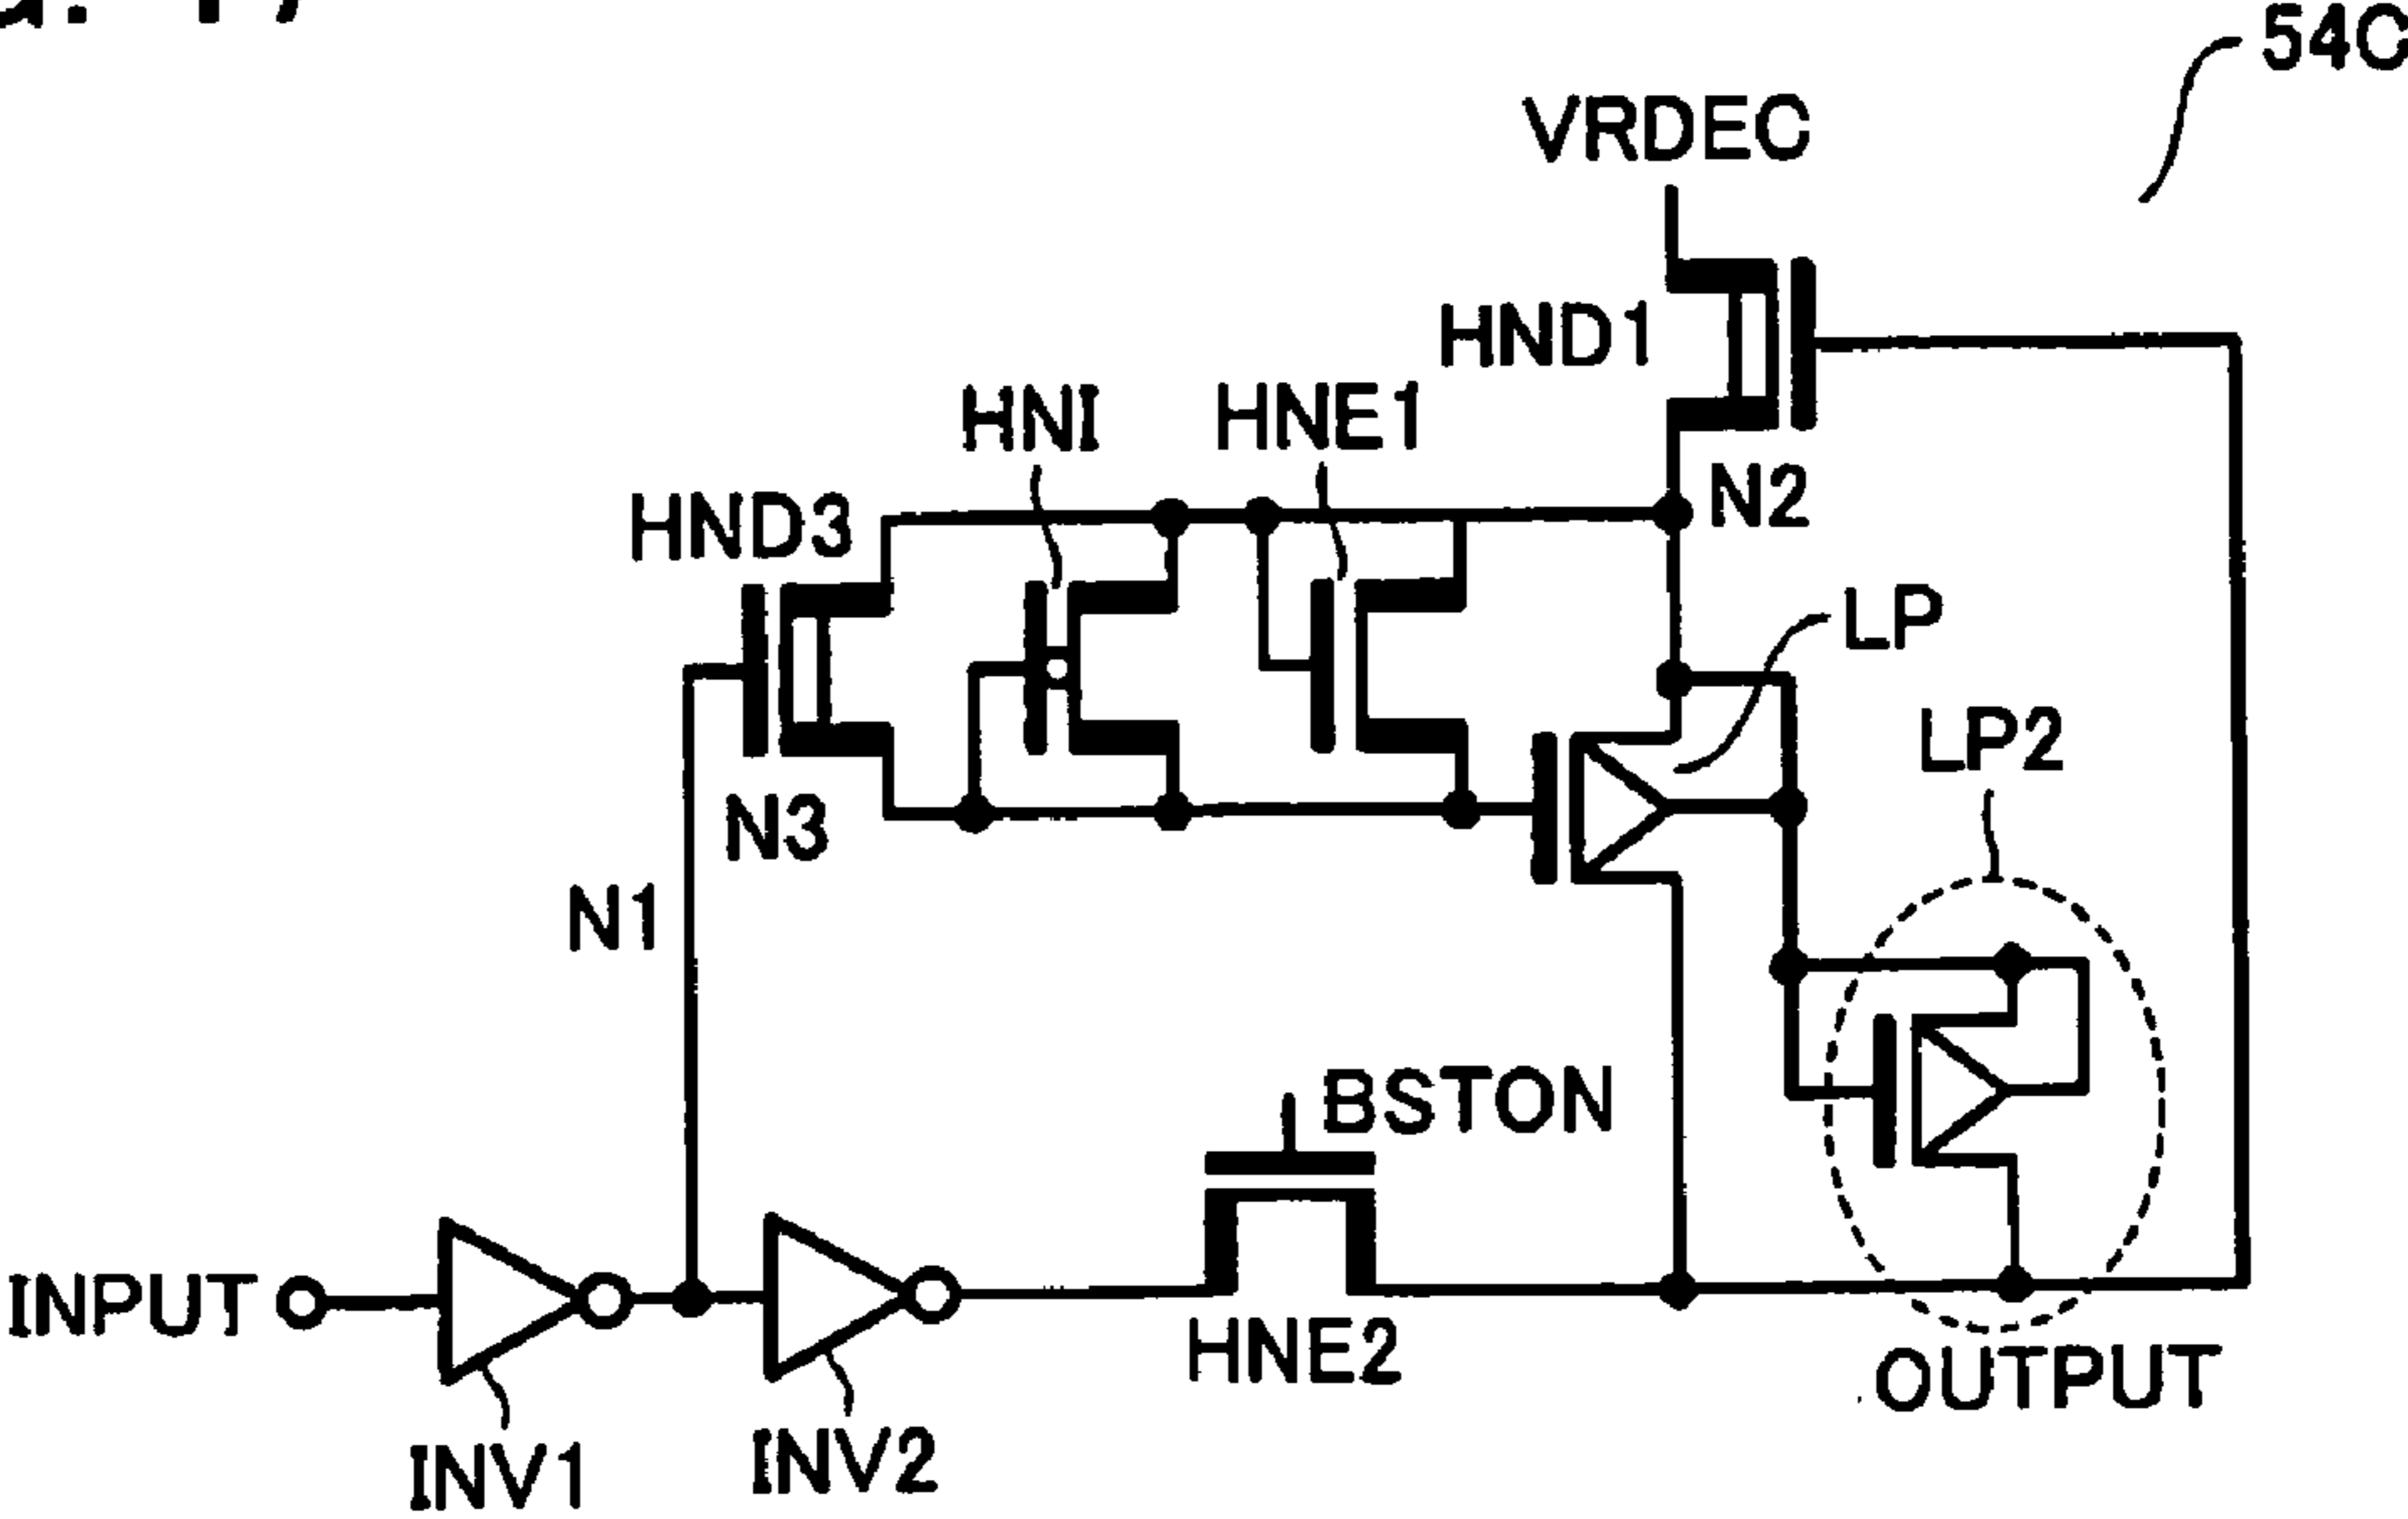 54C
VRDEC
HND1
HNI
HNE1
HND3
N2
LP
LP2
N3
N1
BSTON
INPUT
HNE2
OUTPUT
INV1
INV2